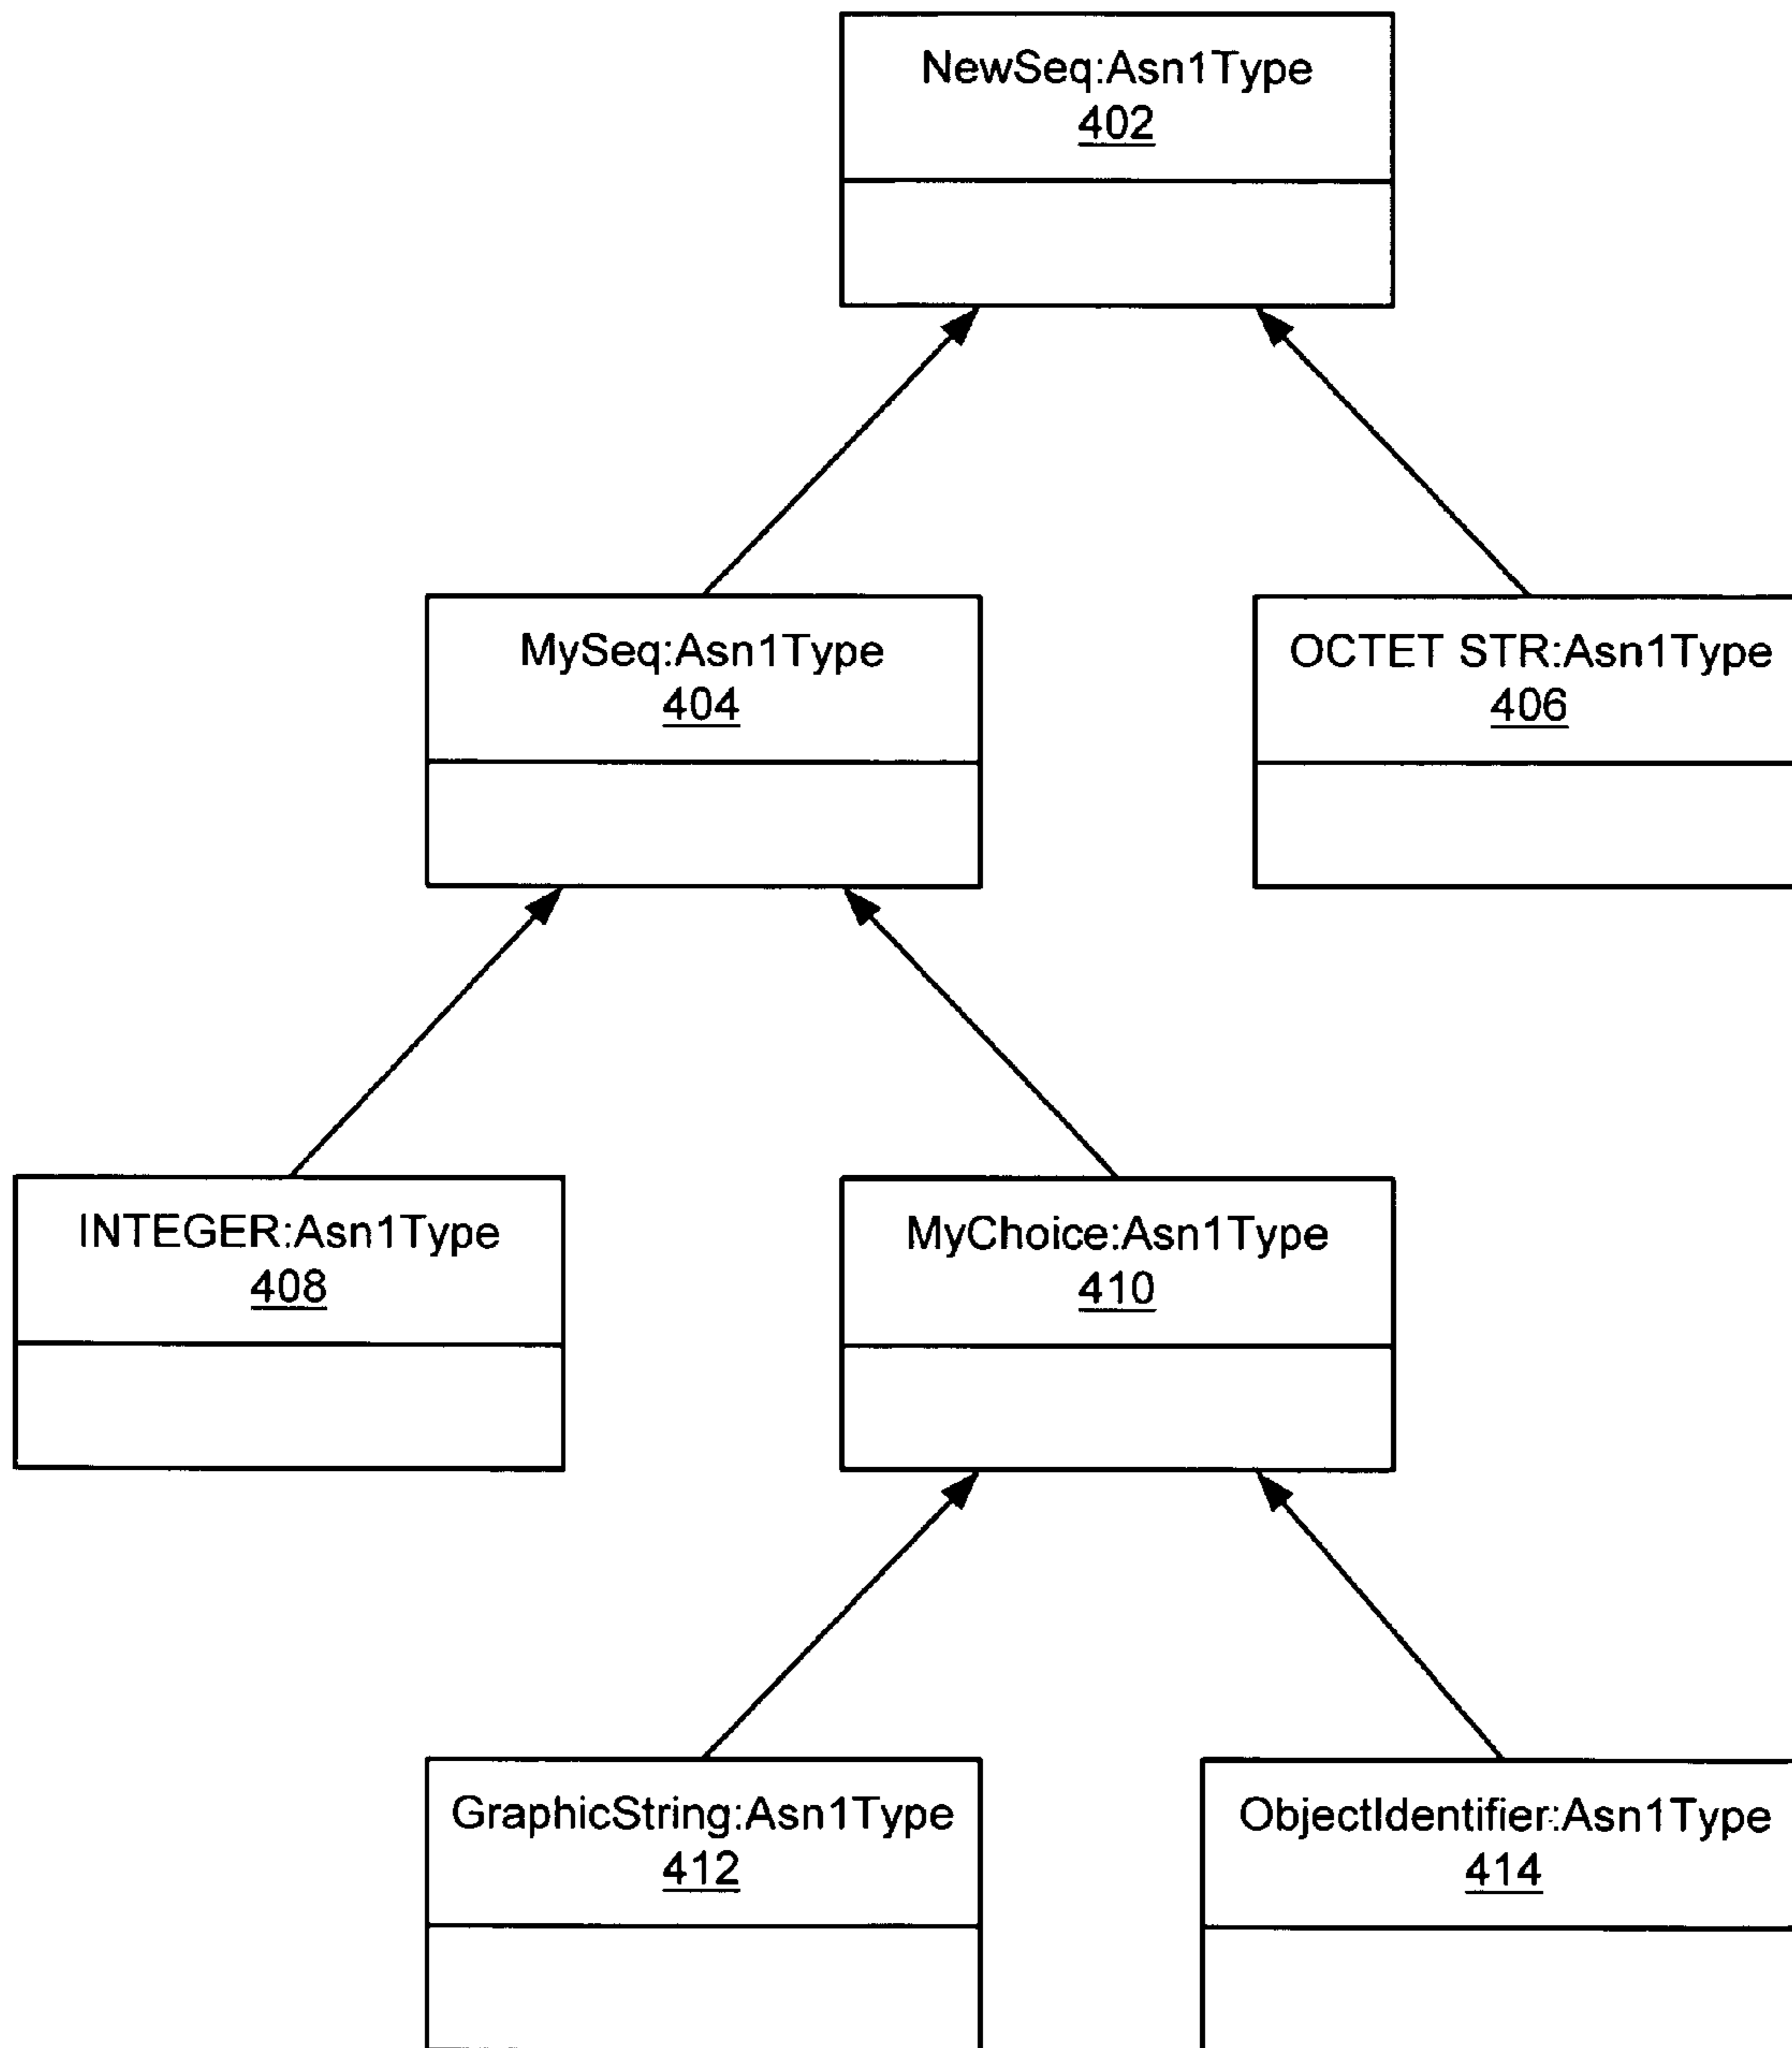 NewSeq:Asn1Type
402
MySeq:Asn1Type
404
OCTET STR:Asn1Type
406
INTEGER:Asn1Type
408
MyChoice:Asn1Type
410
GraphicString:Asn1Type
412
ObjectIdentifier:Asn1Type
414